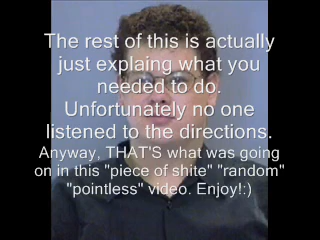 The rest of this is actually
just explaing what you
needed to do.
Unfortunately no one
listened to the directions.
Anyway, THAT'S what was going
on in this "piece of shite" "random"
"pointless" video. Enjoy!:)